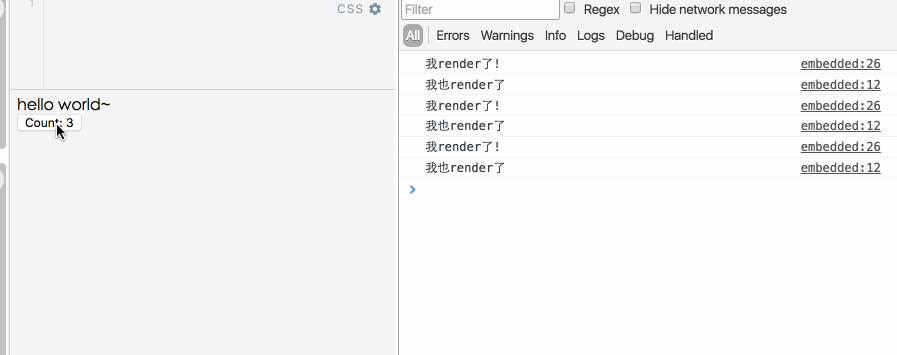 1
CSS
hello world~
Count: 3
Filter
Regex
Hide network messages
All
Errors
Warnings
Info
Logs
Debug
Handled
我render了! embedded:26
我也render了 embedded:12
我render了! embedded:26
我也render了 embedded:12
我render了! embedded:26
我也render了 embedded:12
>